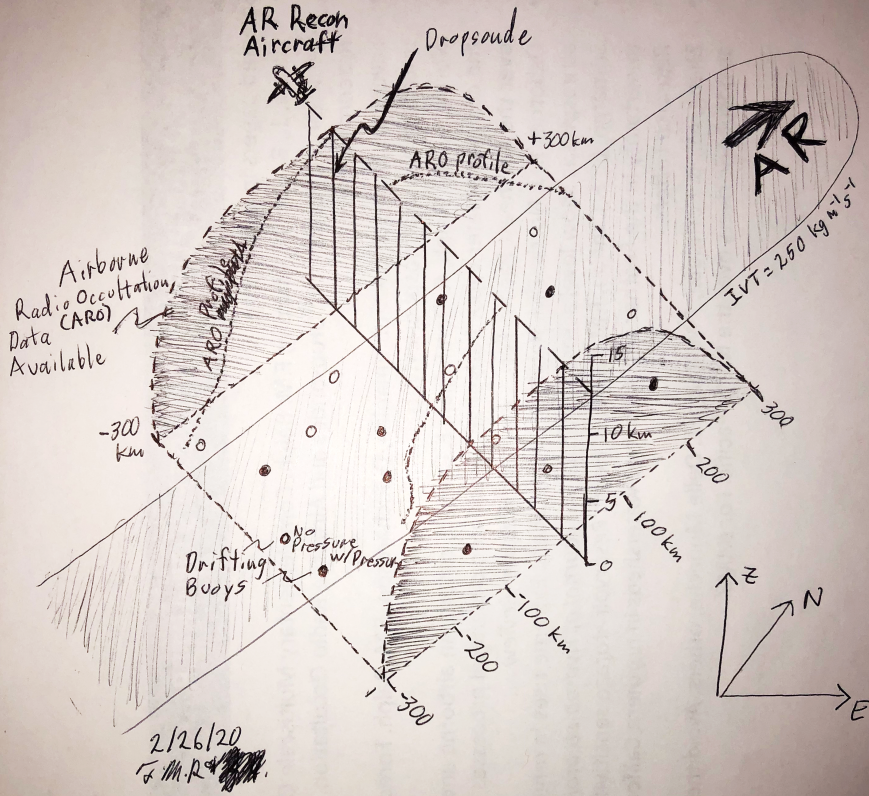 AR Recon
Aircraft
Dropsonde
+300km
ARO profile
AR
IVT = 250 kg m⁻¹ s⁻¹
Airborne
Radio Occultation
(ARO)
Data
Available
ARO Profile
-300
km
15
10 km
5
0
300
200
100 km
100 km
-200
-300
No
Pressure
w/Pressure
Drifting
Buoys
Z
N
E
2/26/20